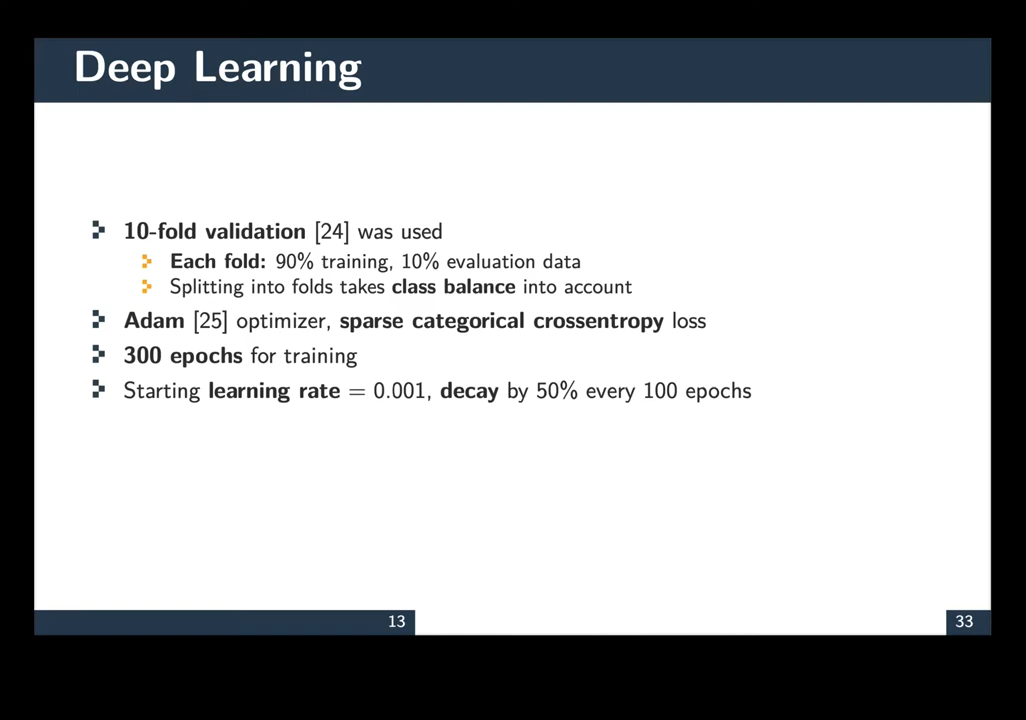 Deep Learning
10-fold validation [24] was used
Each fold: 90% training, 10% evaluation data
Splitting into folds takes class balance into account
Adam [25] optimizer, sparse categorical crossentropy loss
300 epochs for training
Starting learning rate = 0.001, decay by 50% every 100 epochs
13
33